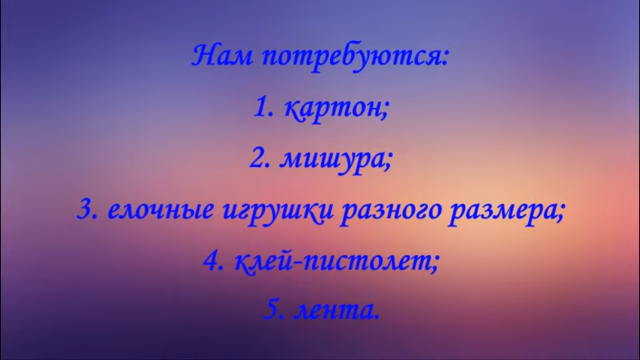 Нам потребуются:
1. картон;
2. мишура;
3. елочные игрушки разного размера;
4. клей-пистолет;
5. лента.